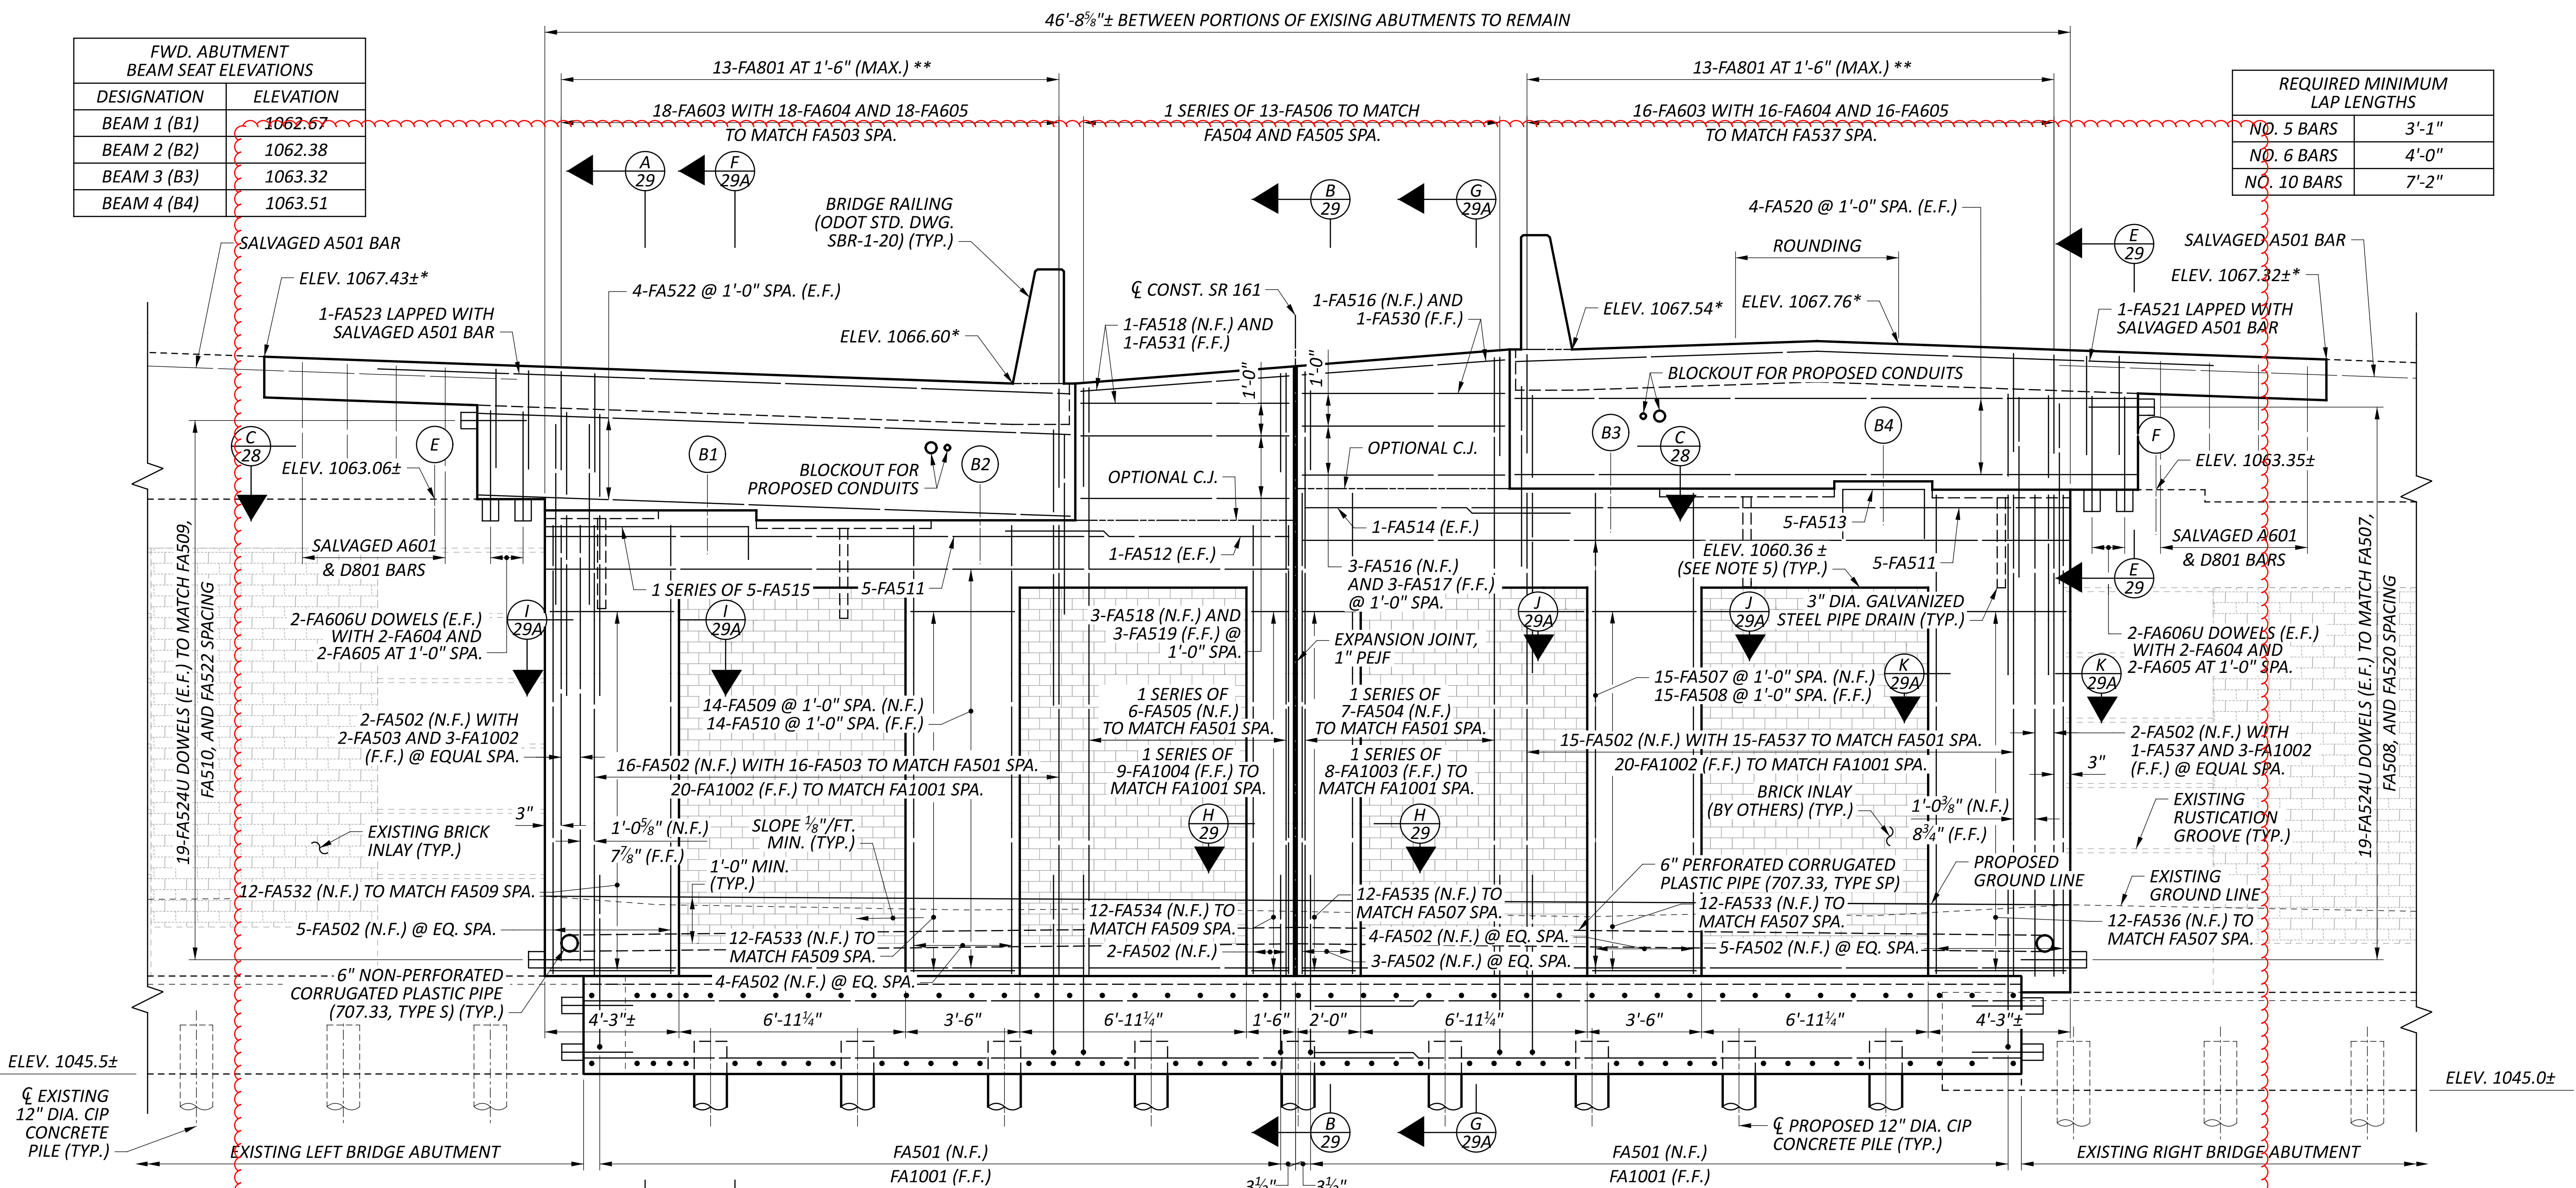 46'-8⅝"± BETWEEN PORTIONS OF EXISING ABUTMENTS TO REMAIN
FWD. ABUTMENT
BEAM SEAT ELEVATIONS
DESIGNATION ELEVATION
BEAM 1 (B1) 1062.67
BEAM 2 (B2) 1062.38
BEAM 3 (B3) 1063.32
BEAM 4 (B4) 1063.51
13-FA801 AT 1'-6" (MAX.) **
13-FA801 AT 1'-6" (MAX.) **
REQUIRED MINIMUM
LAP LENGTHS
NO. 5 BARS 3'-1"
NO. 6 BARS 4'-0"
NO. 10 BARS 7'-2"
18-FA603 WITH 18-FA604 AND 18-FA605
TO MATCH FA503 SPA.
1 SERIES OF 13-FA506 TO MATCH
FA504 AND FA505 SPA.
16-FA603 WITH 16-FA604 AND 16-FA605
TO MATCH FA537 SPA.
A
29
F
29A
B
29
G
29A
E
29
BRIDGE RAILING
(ODOT STD. DWG.
SBR-1-20) (TYP.)
4-FA520 @ 1'-0" SPA. (E.F.)
ROUNDING
SALVAGED A501 BAR
SALVAGED A501 BAR
ELEV. 1067.43±*
ELEV. 1067.32±*
1-FA523 LAPPED WITH
SALVAGED A501 BAR
4-FA522 @ 1'-0" SPA. (E.F.)
ELEV. 1066.60*
℄ CONST. SR 161
1-FA518 (N.F.) AND
1-FA531 (F.F.)
1-FA516 (N.F.) AND
1-FA530 (F.F.)
ELEV. 1067.54*
ELEV. 1067.76*
1-FA521 LAPPED WITH
SALVAGED A501 BAR
1'-0"
1'-0"
BLOCKOUT FOR PROPOSED CONDUITS
C
28
E
B1
B2
B3
C
28
B4
F
ELEV. 1063.06±
BLOCKOUT FOR
PROPOSED CONDUITS
OPTIONAL C.J.
OPTIONAL C.J.
ELEV. 1063.35±
SALVAGED A601
& D801 BARS
1 SERIES OF 5-FA515
5-FA511
1-FA512 (E.F.)
1-FA514 (E.F.)
5-FA513
5-FA511
ELEV. 1060.36 ±
(SEE NOTE 5) (TYP.)
SALVAGED A601
& D801 BARS
E
29
19-FA524U DOWELS (E.F.) TO MATCH FA509,
FA510, AND FA522 SPACING
19-FA524U DOWELS (E.F.) TO MATCH FA507,
FA508, AND FA520 SPACING
2-FA606U DOWELS (E.F.)
WITH 2-FA604 AND
2-FA605 AT 1'-0" SPA.
I
29A
I
29A
3-FA518 (N.F.) AND
3-FA519 (F.F.) @
1'-0" SPA.
3-FA516 (N.F.)
AND 3-FA517 (F.F.)
@ 1'-0" SPA.
EXPANSION JOINT,
1" PEJF
J
29A
J
29A
3" DIA. GALVANIZED
STEEL PIPE DRAIN (TYP.)
2-FA606U DOWELS (E.F.)
WITH 2-FA604 AND
2-FA605 AT 1'-0" SPA.
K
29A
K
29A
15-FA507 @ 1'-0" SPA. (N.F.)
15-FA508 @ 1'-0" SPA. (F.F.)
14-FA509 @ 1'-0" SPA. (N.F.)
14-FA510 @ 1'-0" SPA. (F.F.)
1 SERIES OF
6-FA505 (N.F.)
TO MATCH FA501 SPA.
1 SERIES OF
7-FA504 (N.F.)
TO MATCH FA501 SPA.
2-FA502 (N.F.) WITH
2-FA503 AND 3-FA1002
(F.F.) @ EQUAL SPA.
16-FA502 (N.F.) WITH 16-FA503 TO MATCH FA501 SPA.
20-FA1002 (F.F.) TO MATCH FA1001 SPA.
1 SERIES OF
9-FA1004 (F.F.) TO
MATCH FA1001 SPA.
1 SERIES OF
8-FA1003 (F.F.) TO
MATCH FA1001 SPA.
15-FA502 (N.F.) WITH 15-FA537 TO MATCH FA501 SPA.
20-FA1002 (F.F.) TO MATCH FA1001 SPA.
2-FA502 (N.F.) WITH
1-FA537 AND 3-FA1002
(F.F.) @ EQUAL SPA.
3"
3"
BRICK INLAY
(BY OTHERS) (TYP.)
EXISTING BRICK
INLAY (TYP.)
1'-0⅝" (N.F.)
7⅞" (F.F.)
SLOPE ⅛"/FT.
MIN. (TYP.)
1'-0" MIN.
(TYP.)
H
29
H
29
1'-0⅜" (N.F.)
8¾" (F.F.)
EXISTING
RUSTICATION
GROOVE (TYP.)
6" PERFORATED CORRUGATED
PLASTIC PIPE (707.33, TYPE SP)
PROPOSED
GROUND LINE
EXISTING
GROUND LINE
12-FA532 (N.F.) TO MATCH FA509 SPA.
5-FA502 (N.F.) @ EQ. SPA.
12-FA533 (N.F.) TO
MATCH FA509 SPA.
4-FA502 (N.F.) @ EQ. SPA.
12-FA534 (N.F.) TO
MATCH FA509 SPA.
2-FA502 (N.F.)
12-FA535 (N.F.) TO
MATCH FA507 SPA.
4-FA502 (N.F.) @ EQ. SPA.
3-FA502 (N.F.) @ EQ. SPA.
12-FA533 (N.F.) TO
MATCH FA507 SPA.
5-FA502 (N.F.) @ EQ. SPA.
12-FA536 (N.F.) TO
MATCH FA507 SPA.
6" NON-PERFORATED
CORRUGATED PLASTIC PIPE
(707.33, TYPE S) (TYP.)
4'-3"± 6'-11¼" 3'-6" 6'-11¼" 1'-6" 2'-0" 6'-11¼" 3'-6" 6'-11¼" 4'-3"±
ELEV. 1045.5±
ELEV. 1045.0±
℄ EXISTING
12" DIA. CIP
CONCRETE
PILE (TYP.)
B
29
G
29A
℄ PROPOSED 12" DIA. CIP
CONCRETE PILE (TYP.)
EXISTING LEFT BRIDGE ABUTMENT
FA501 (N.F.)
FA1001 (F.F.)
FA501 (N.F.)
FA1001 (F.F.)
EXISTING RIGHT BRIDGE ABUTMENT
3½" 3½"